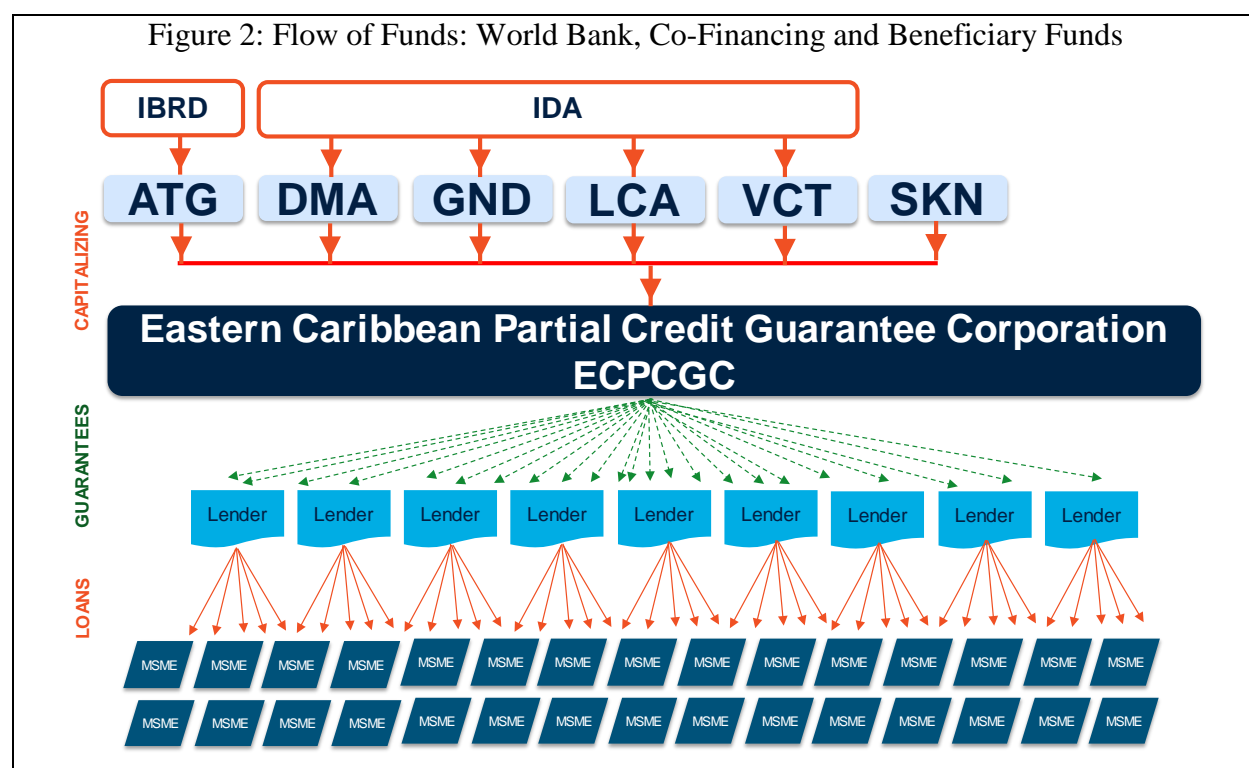 Figure 2: Flow of Funds: World Bank, Co-Financing and Beneficiary Funds
IBRD IDA
ATG DMA GND LCA VCT SKN
CAPITALIZING
Eastern Caribbean Partial Credit Guarantee Corporation
ECPCGC
GUARANTEES
Lender Lender Lender Lender Lender Lender Lender Lender Lender
LOANS
MSME MSME MSME MSME MSME MSME MSME MSME MSME MSME MSME MSME MSME MSME MSME
MSME MSME MSME MSME MSME MSME MSME MSME MSME MSME MSME MSME MSME MSME MSME